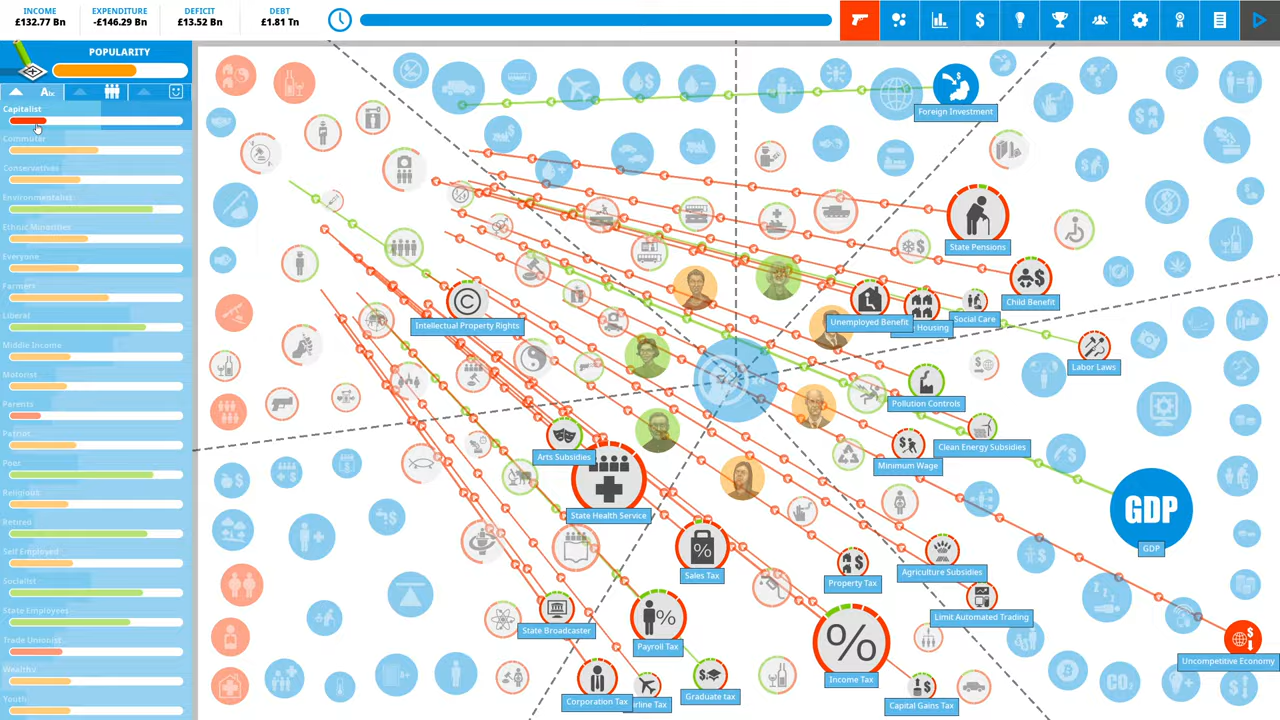 INCOME
£132.77 Bn
EXPENDITURE
-£146.29 Bn
DEFICIT
£13.52 Bn
DEBT
£1.81 Tn
POPULARITY
Abc
Capitalist
Commuter
Conservatives
Environmentalist
Ethnic Minorities
Everyone
Farmers
Liberal
Middle Income
Motorist
Parents
Patriot
Poor
Religious
Retired
Self Employed
Socialist
State Employees
Trade Unionist
Wealthy
Youth
Foreign Investment
State Pensions
Child Benefit
Social Care
Unemployed Benefit
Housing
Intellectual Property Rights
Labor Laws
Pollution Controls
Clean Energy Subsidies
Minimum Wage
Arts Subsidies
State Health Service
GDP
GDP
Sales Tax
Property Tax
Agriculture Subsidies
Limit Automated Trading
State Broadcaster
Payroll Tax
Income Tax
Uncompetitive Economy
Corporation Tax
Graduate tax
Capital Gains Tax
CO₂